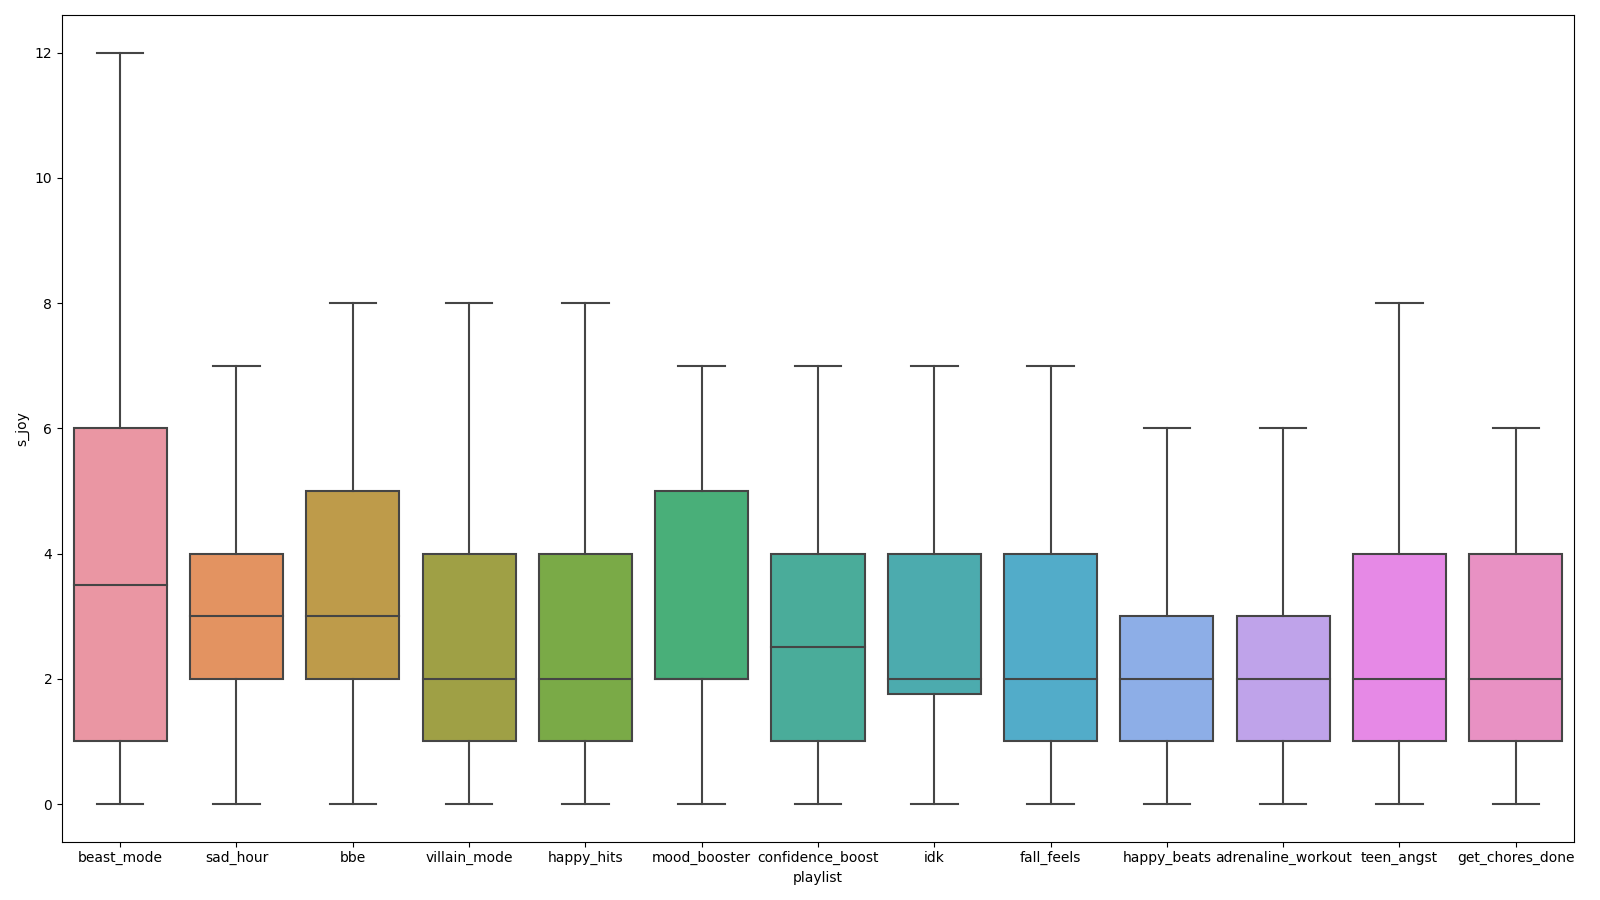 12
10
8
6
4
2
0
s_joy
beast_mode sad_hour bbe villain_mode happy_hits mood_booster confidence_boost idk fall_feels happy_beats adrenaline_workout teen_angst get_chores_done
playlist